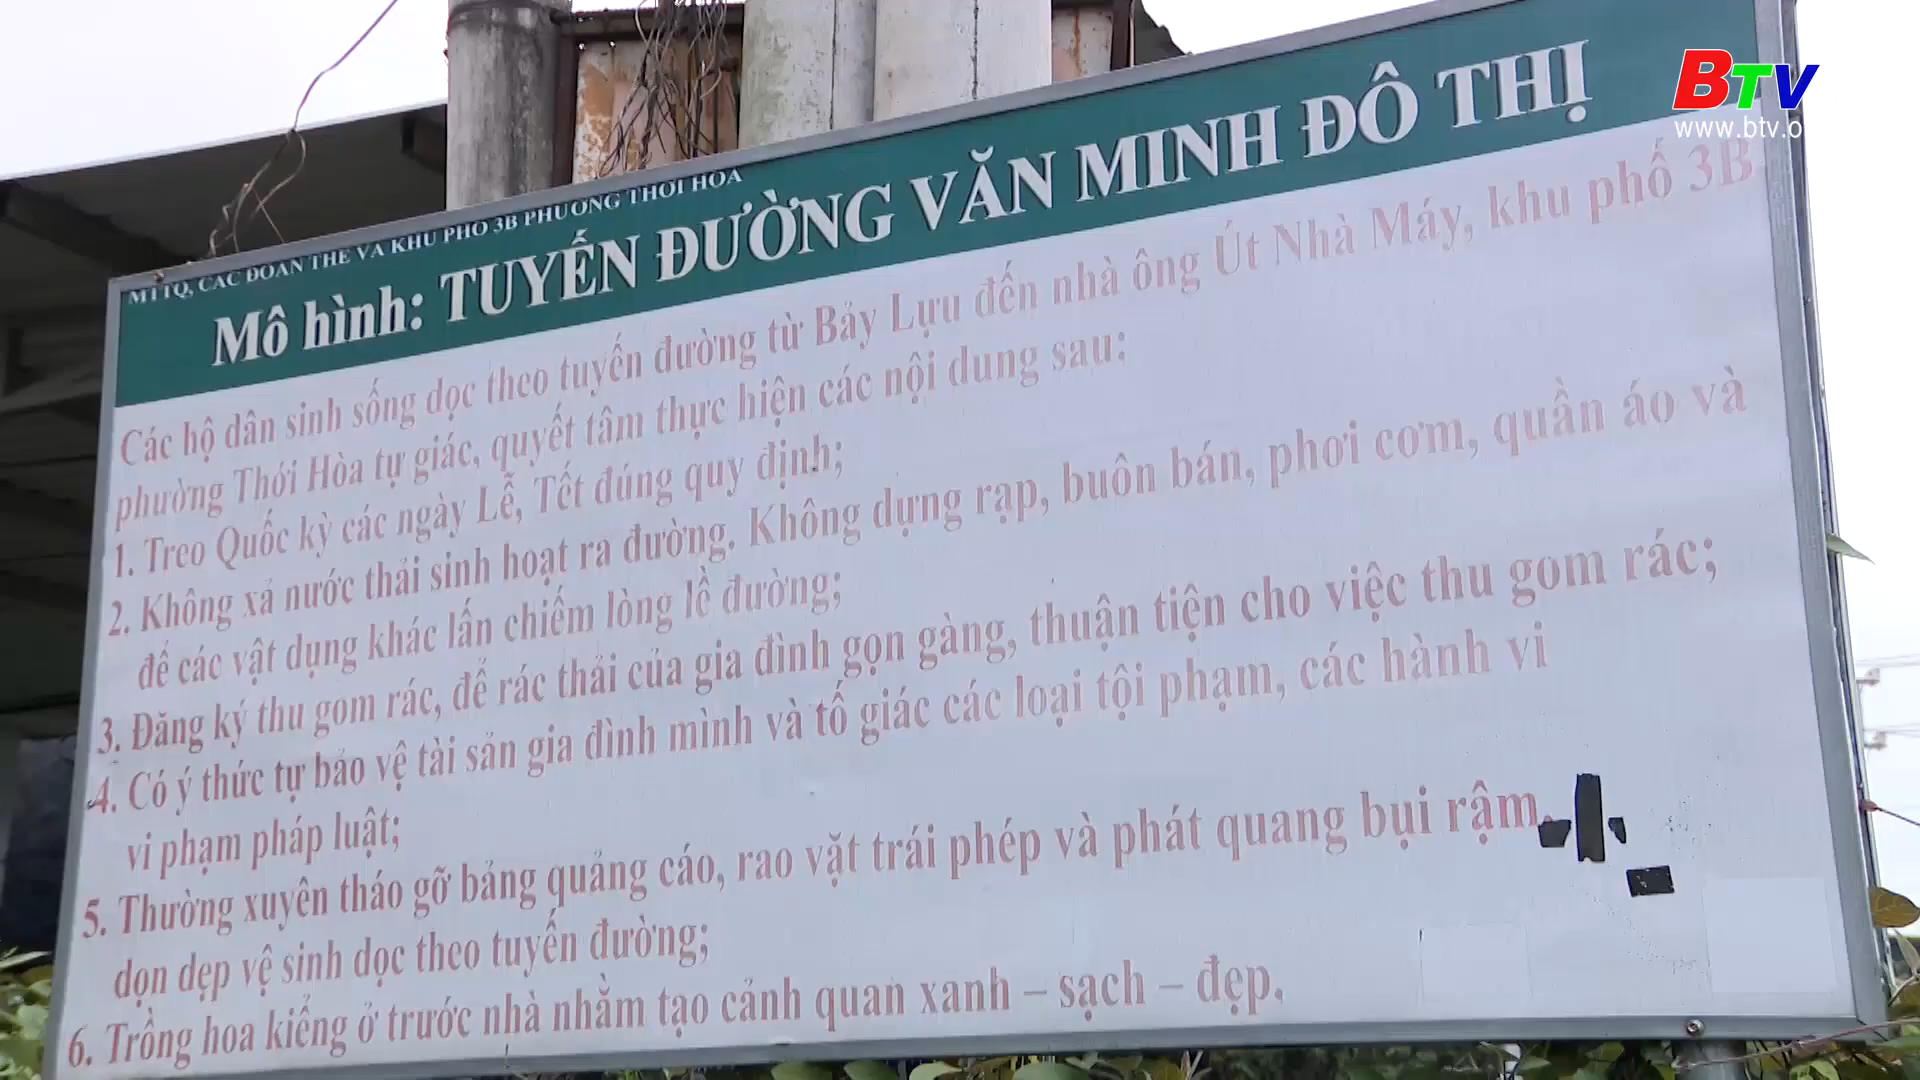 BTV
www.btv.o
MTTQ, CÁC ĐOÀN THỂ VÀ KHU PHỐ 3B PHƯỜNG THỚI HÒA
Mô hình: TUYẾN ĐƯỜNG VĂN MINH ĐÔ THỊ
Các hộ dân sinh sống dọc theo tuyến đường từ Bảy Lựu đến nhà ông Út Nhà Máy, khu phố 3B
phường Thới Hòa tự giác, quyết tâm thực hiện các nội dung sau:
1. Treo Quốc kỳ các ngày Lễ, Tết đúng quy định;
2. Không xả nước thải sinh hoạt ra đường. Không dựng rạp, buôn bán, phơi cơm, quần áo và
để các vật dụng khác lấn chiếm lòng lề đường;
3. Đăng ký thu gom rác, để rác thải của gia đình gọn gàng, thuận tiện cho việc thu gom rác;
4. Có ý thức tự bảo vệ tài sản gia đình mình và tố giác các loại tội phạm, các hành vi
vi phạm pháp luật;
5. Thường xuyên tháo gỡ bảng quảng cáo, rao vặt trái phép và phát quang bụi rậm,
dọn dẹp vệ sinh dọc theo tuyến đường;
6. Trồng hoa kiểng ở trước nhà nhằm tạo cảnh quan xanh – sạch – đẹp.